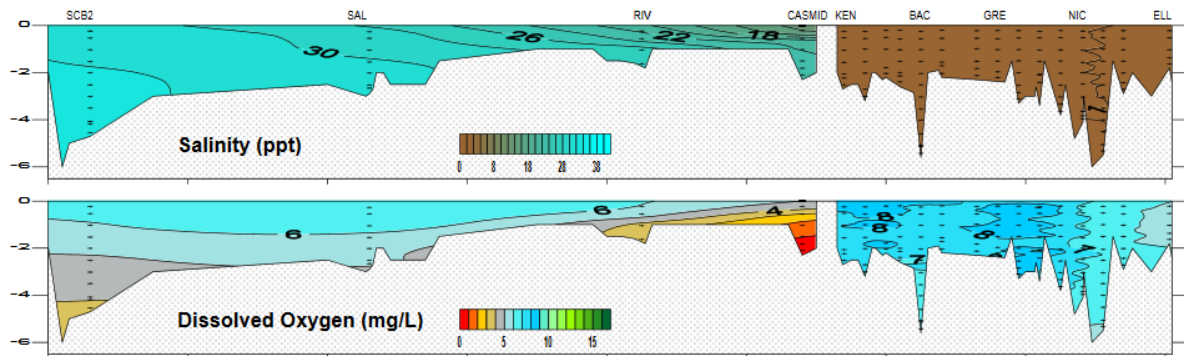 SCB2 SAL RIV CASMID KEN BAC GRE NIC ELL
0
-2
-4
-6
30 26 22 18 1
Salinity (ppt)
0 8 18 28 38
0
-2
-4
-6
6 6 4 8 8 8 7
Dissolved Oxygen (mg/L)
0 5 10 15